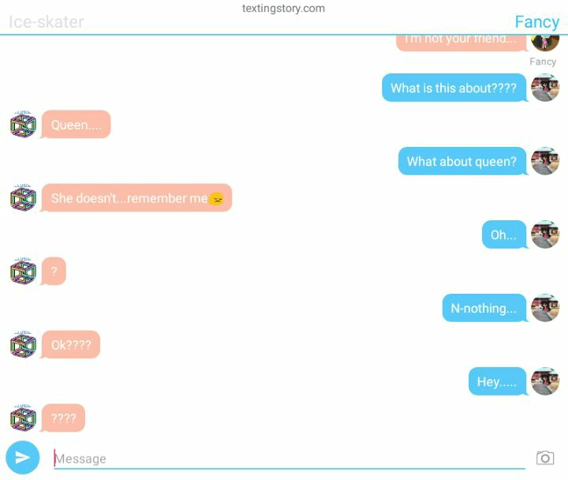 textingstory.com
Ice-skater
Fancy
I'm not your friend...
Fancy
What is this about????
Queen....
What about queen?
She doesn't...remember me
Oh...
?
N-nothing...
Ok????
Hey.....
????
Message